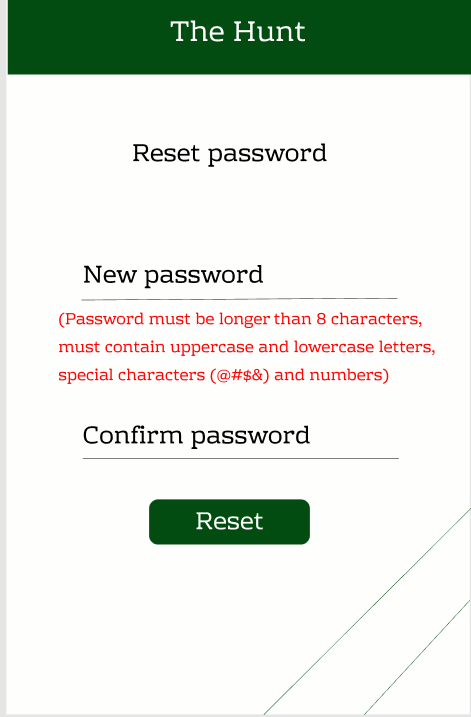 The Hunt
Reset password
New password
(Password must be longer than 8 characters,
must contain uppercase and lowercase letters,
special characters (@#$&) and numbers)
Confirm password
Reset